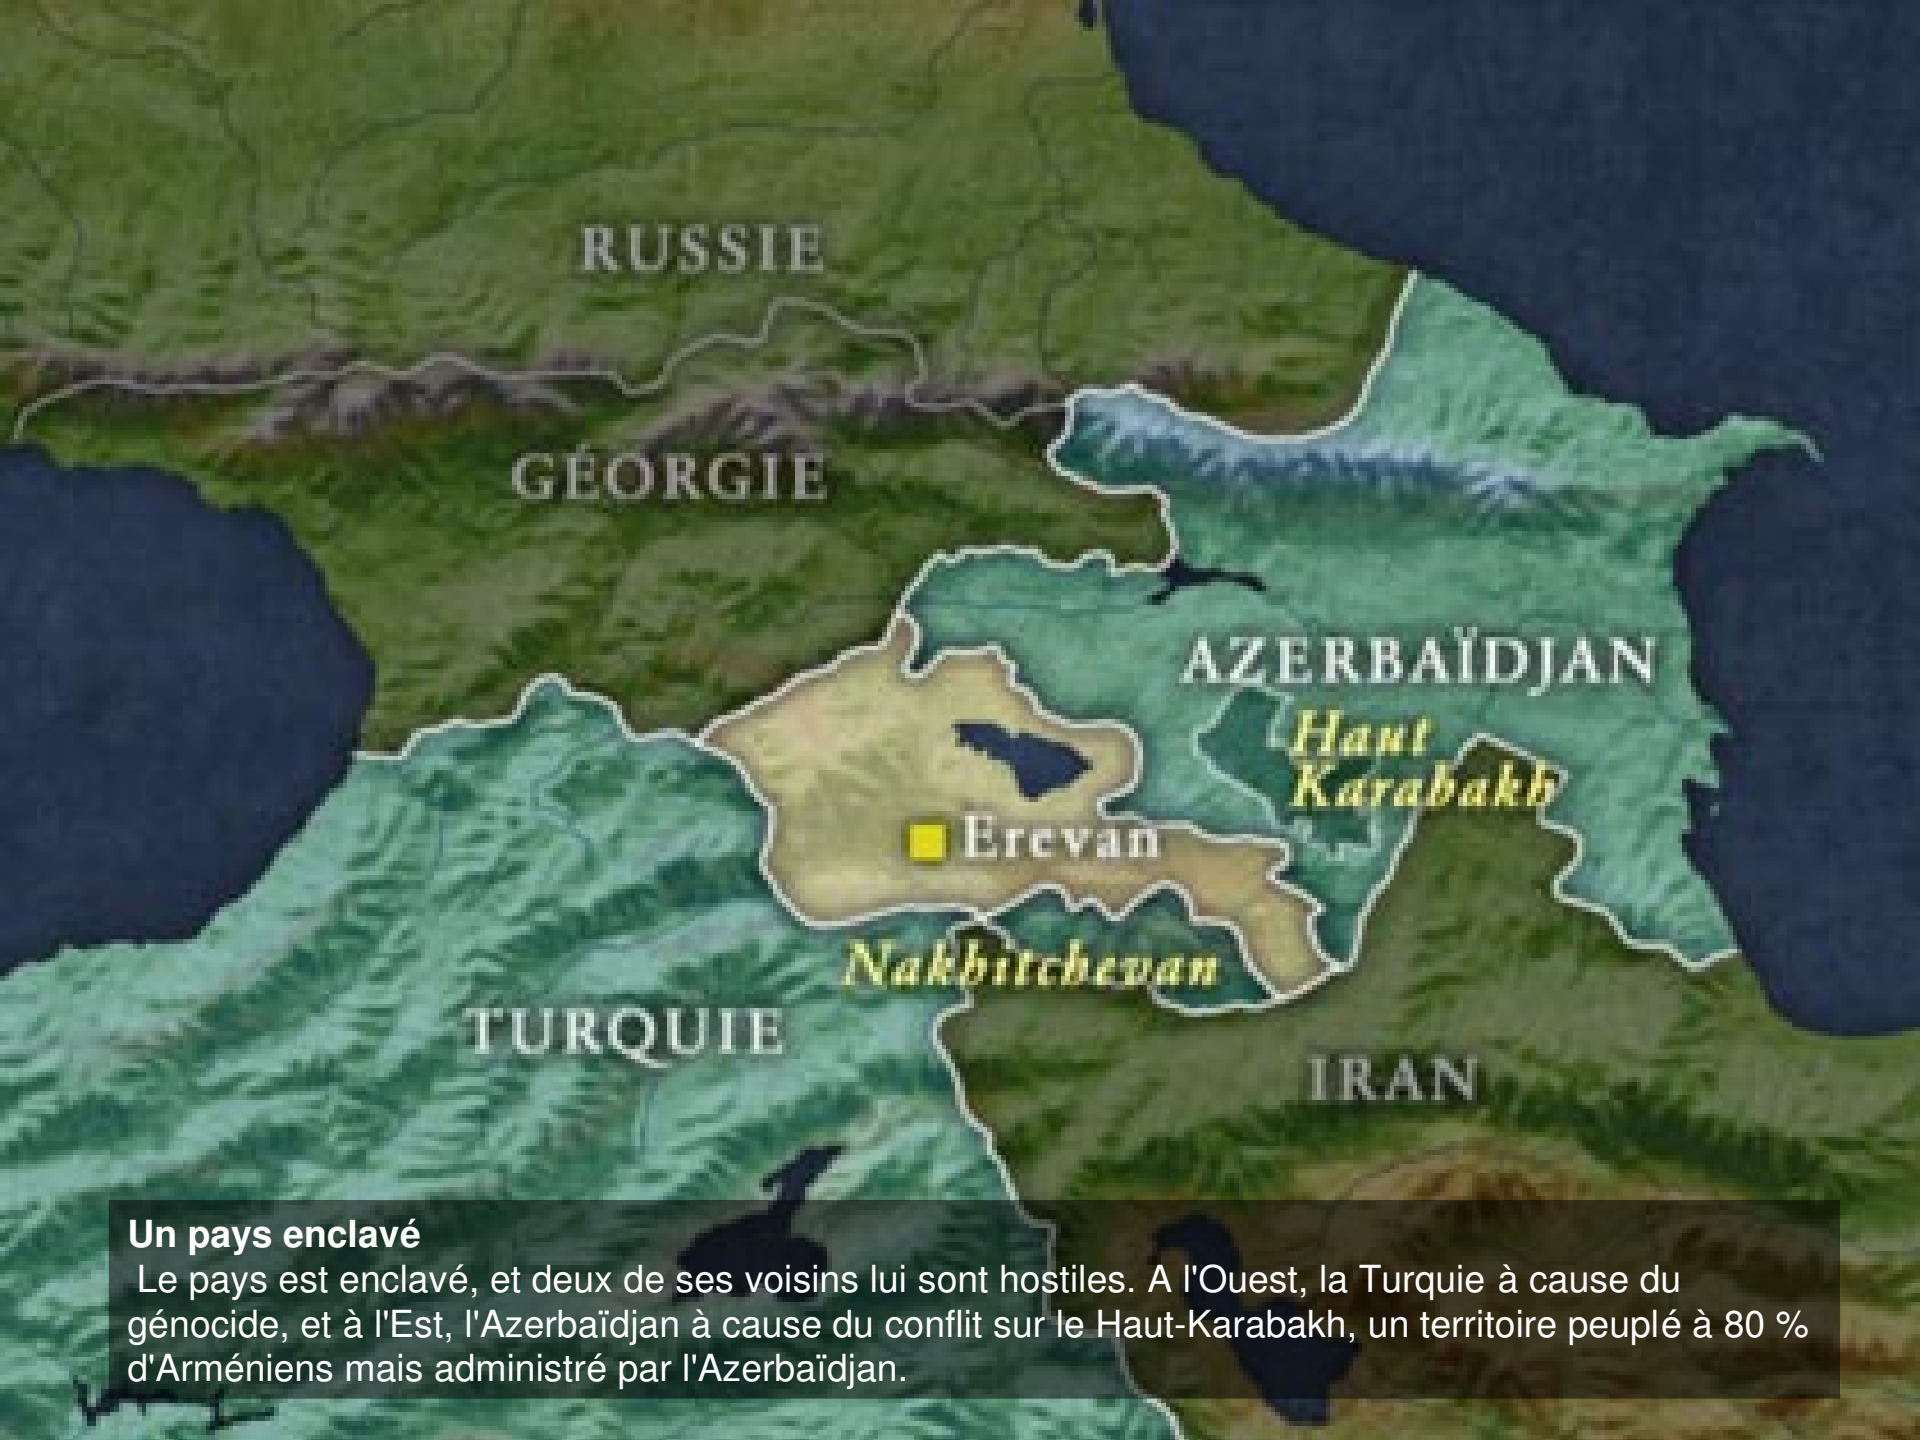 RUSSIE
GÉORGIE
AZERBAÏDJAN
Haut
Karabakh
Erevan
Nakhitchevan
TURQUIE
IRAN
Un pays enclavé
Le pays est enclavé, et deux de ses voisins lui sont hostiles. A l'Ouest, la Turquie à cause du
génocide, et à l'Est, l'Azerbaïdjan à cause du conflit sur le Haut-Karabakh, un territoire peuplé à 80 %
d'Arméniens mais administré par l'Azerbaïdjan.